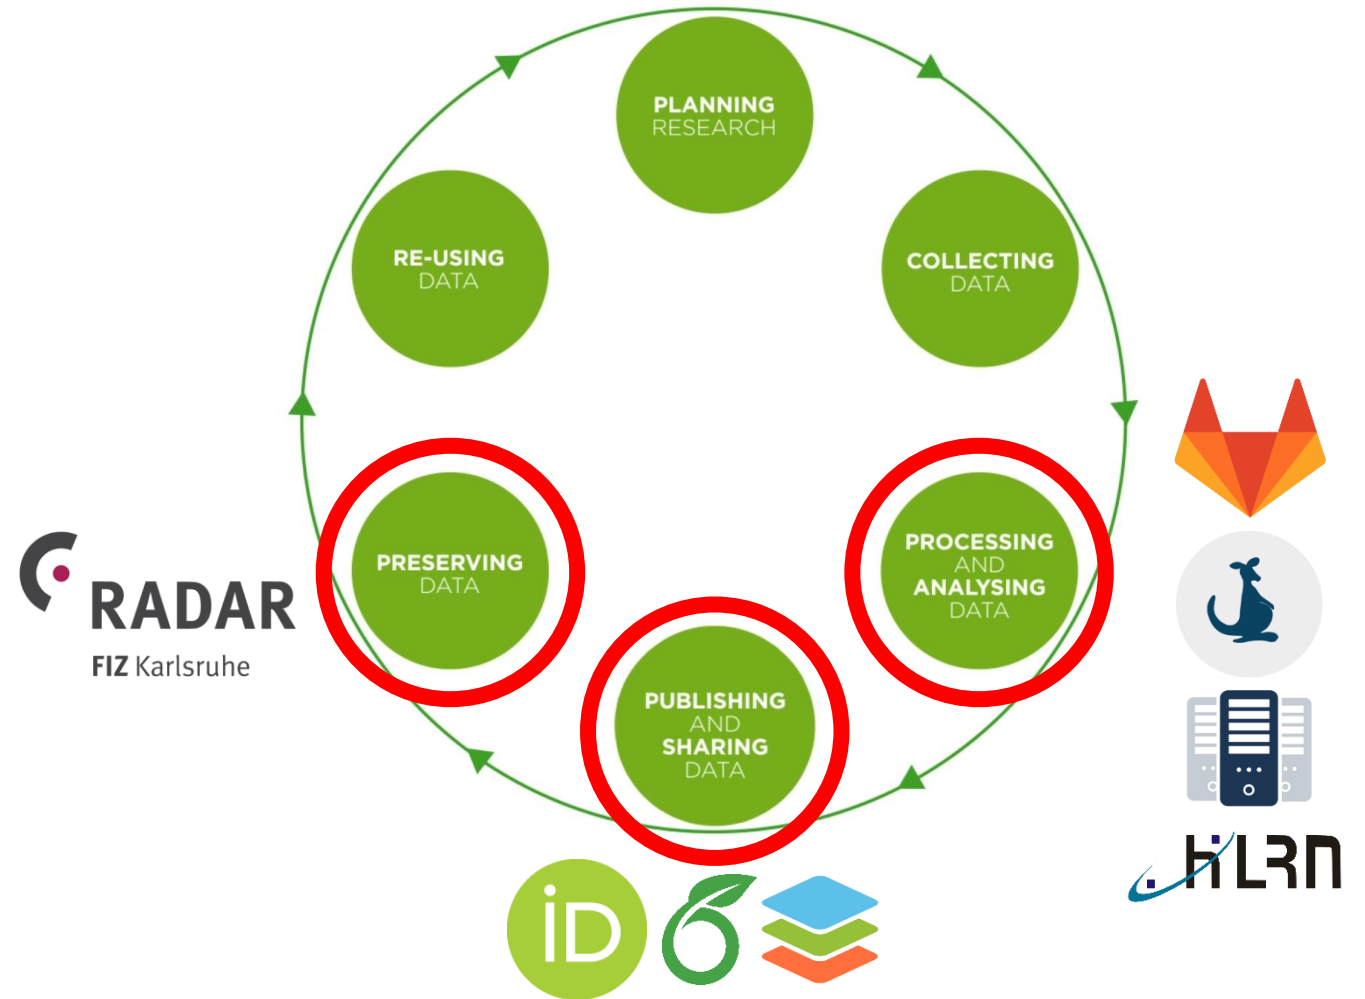 PLANNING
RESEARCH
RE-USING
DATA
COLLECTING
DATA
PRESERVING
DATA
PROCESSING
AND
ANALYSING
DATA
PUBLISHING
AND
SHARING
DATA
RADAR
FIZ Karlsruhe
HLRN
iD